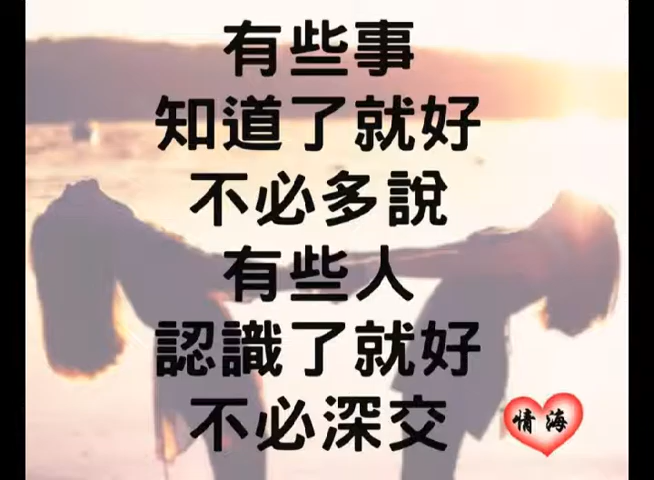 有些事
知道了就好
不必多說
有些人
認識了就好
不必深交
情海